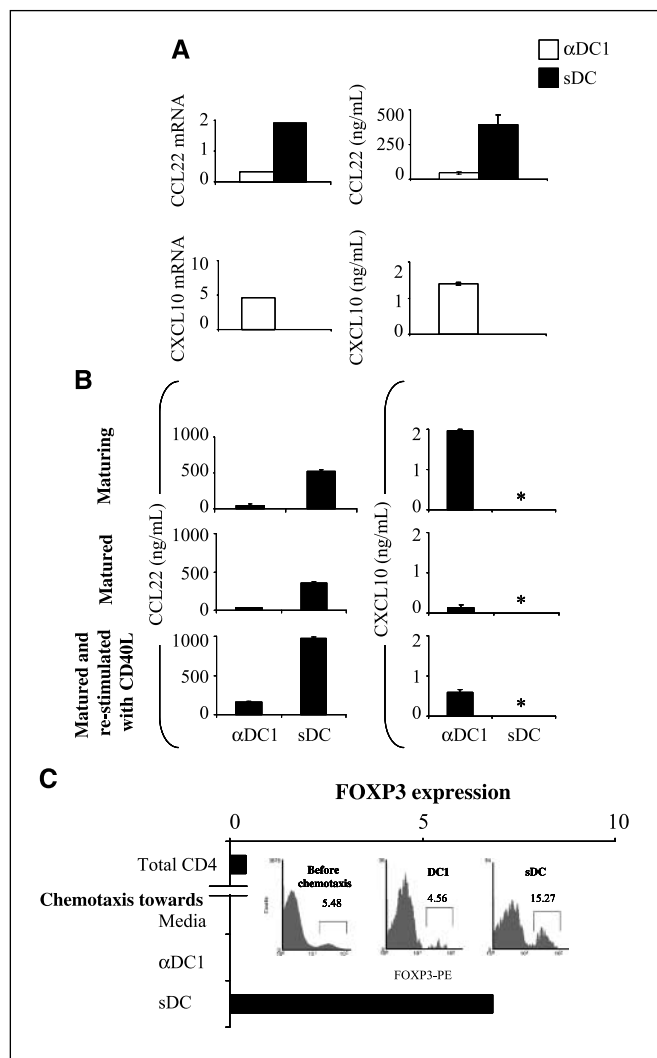 A
αDC1
sDC
CCL22 mRNA
2
1
0
CCL22 (ng/mL)
500
250
0
CXCL10 mRNA
10
5
0
CXCL10 (ng/mL)
2
1
0
B
Maturing
Matured
Matured and
re-stimulated
with CD40L
CCL22 (ng/mL)
1000
500
0
1000
500
0
1000
500
0
αDC1 sDC
CXCL10 (ng/mL)
2
1
0
*
2
1
0
*
2
1
0
*
αDC1 sDC
C
FOXP3 expression
0 5 10
Total CD4
Chemotaxis towards
Media
αDC1
sDC
Before
chemotaxis
5.48
DC1
4.56
sDC
15.27
Counts
FOXP3-PE